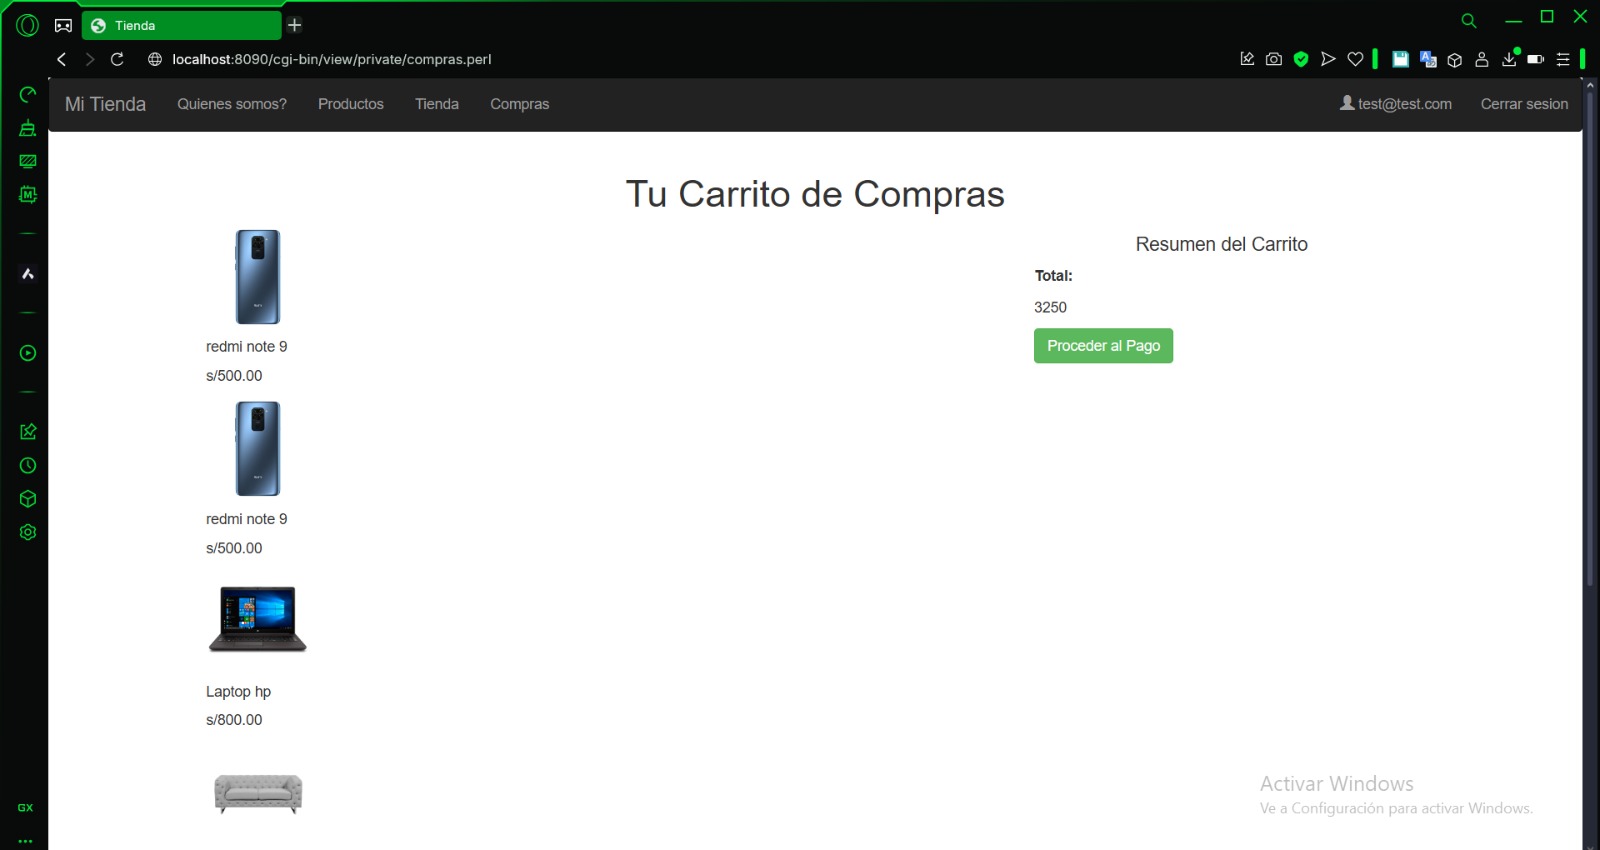 Tienda
localhost:8090/cgi-bin/view/private/compras.perl
Mi Tienda
Quienes somos?
Productos
Tienda
Compras
test@test.com
Cerrar sesion
Tu Carrito de Compras
redmi note 9
s/500.00
redmi note 9
s/500.00
Laptop hp
s/800.00
Resumen del Carrito
Total:
3250
Proceder al Pago
Activar Windows
Ve a Configuración para activar Windows.
GX